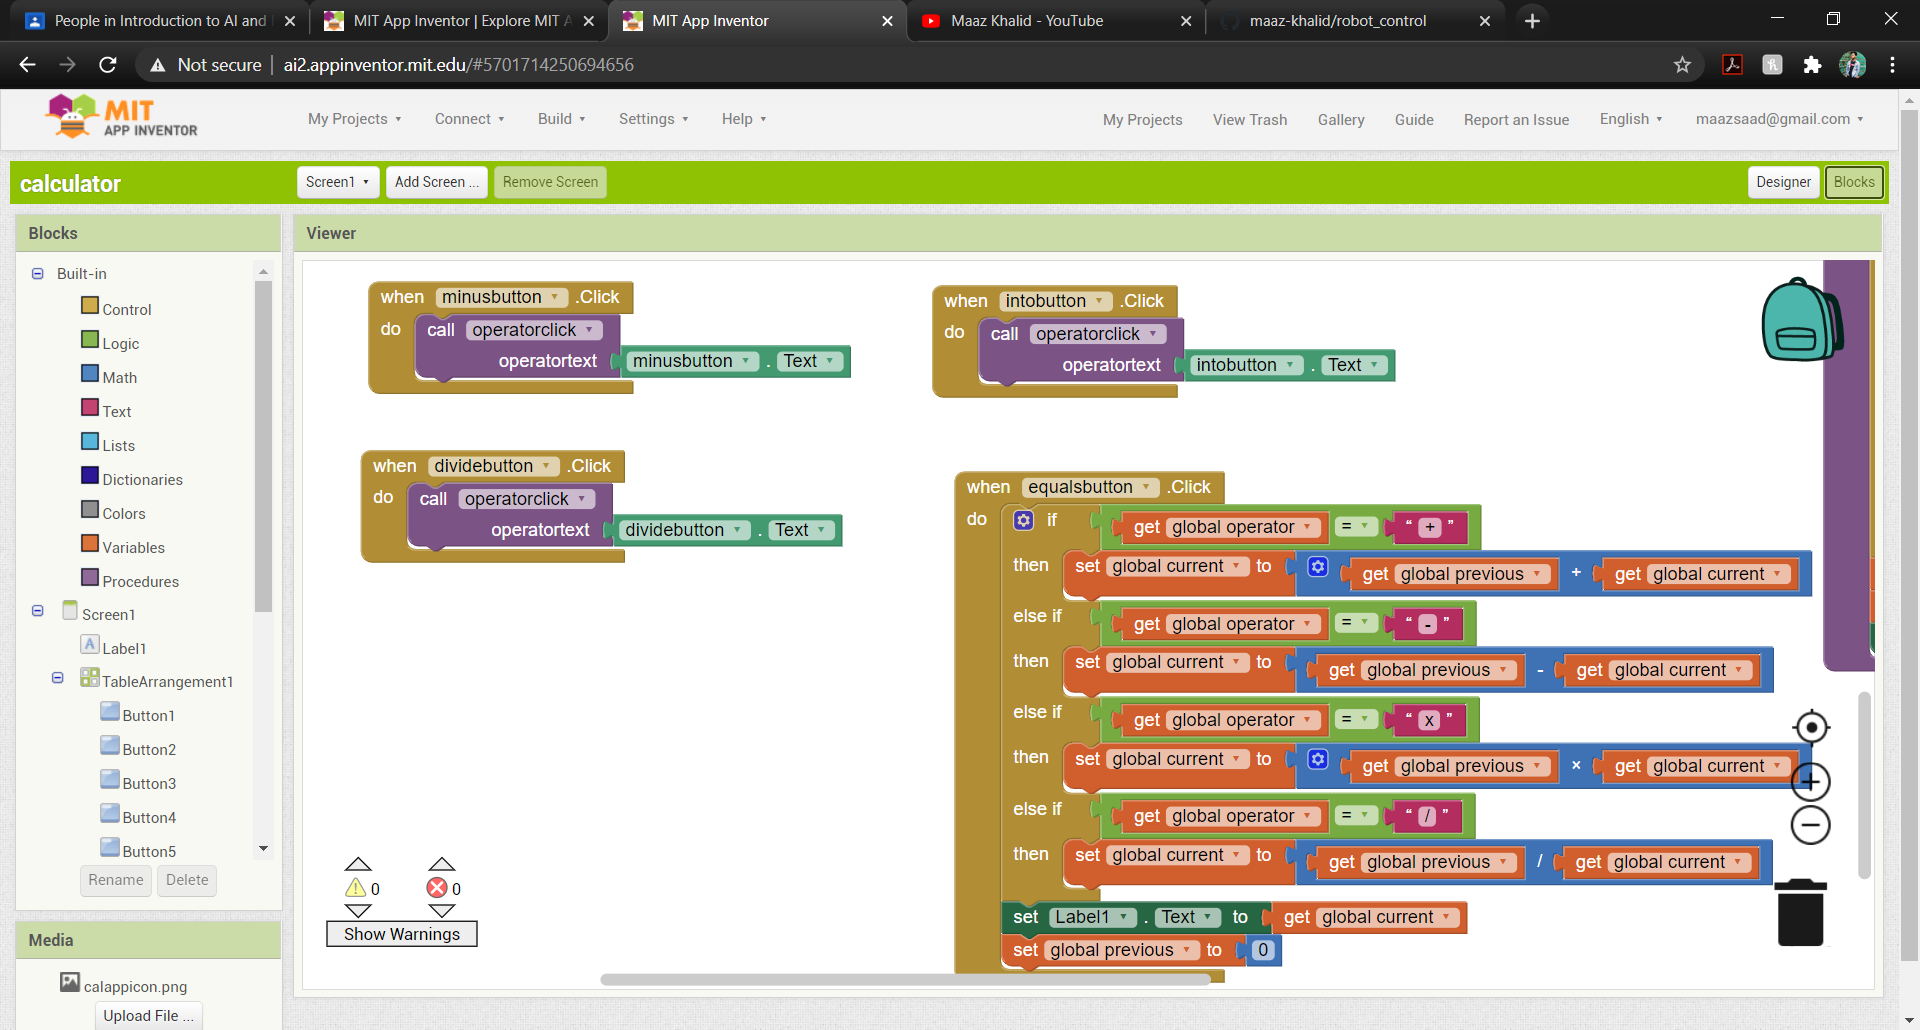 People in Introduction to AI and
MIT App Inventor | Explore MIT A
MIT App Inventor
Maaz Khalid - YouTube
maaz-khalid/robot_control
Not secure | ai2.appinventor.mit.edu/#5701714250694656
MIT
APP INVENTOR
My Projects Connect Build Settings Help My Projects View Trash Gallery Guide Report an Issue English maazsaad@gmail.com
calculator Screen1 Add Screen ... Remove Screen Designer Blocks
Blocks
Built-in
Control
Logic
Math
Text
Lists
Dictionaries
Colors
Variables
Procedures
Screen1
Label1
TableArrangement1
Button1
Button2
Button3
Button4
Button5
Rename Delete
Media
calappicon.png
Upload File ...
Viewer
when minusbutton .Click
do call operatorclick
operatortext minusbutton . Text
when intobutton .Click
do call operatorclick
operatortext intobutton . Text
when dividebutton .Click
do call operatorclick
operatortext dividebutton . Text
when equalsbutton .Click
do if get global operator = “ + ”
then set global current to get global previous + get global current
else if get global operator = “ - ”
then set global current to get global previous - get global current
else if get global operator = “ x ”
then set global current to get global previous × get global current
else if get global operator = “ / ”
then set global current to get global previous / get global current
set Label1 . Text to get global current
set global previous to 0
0 0
Show Warnings